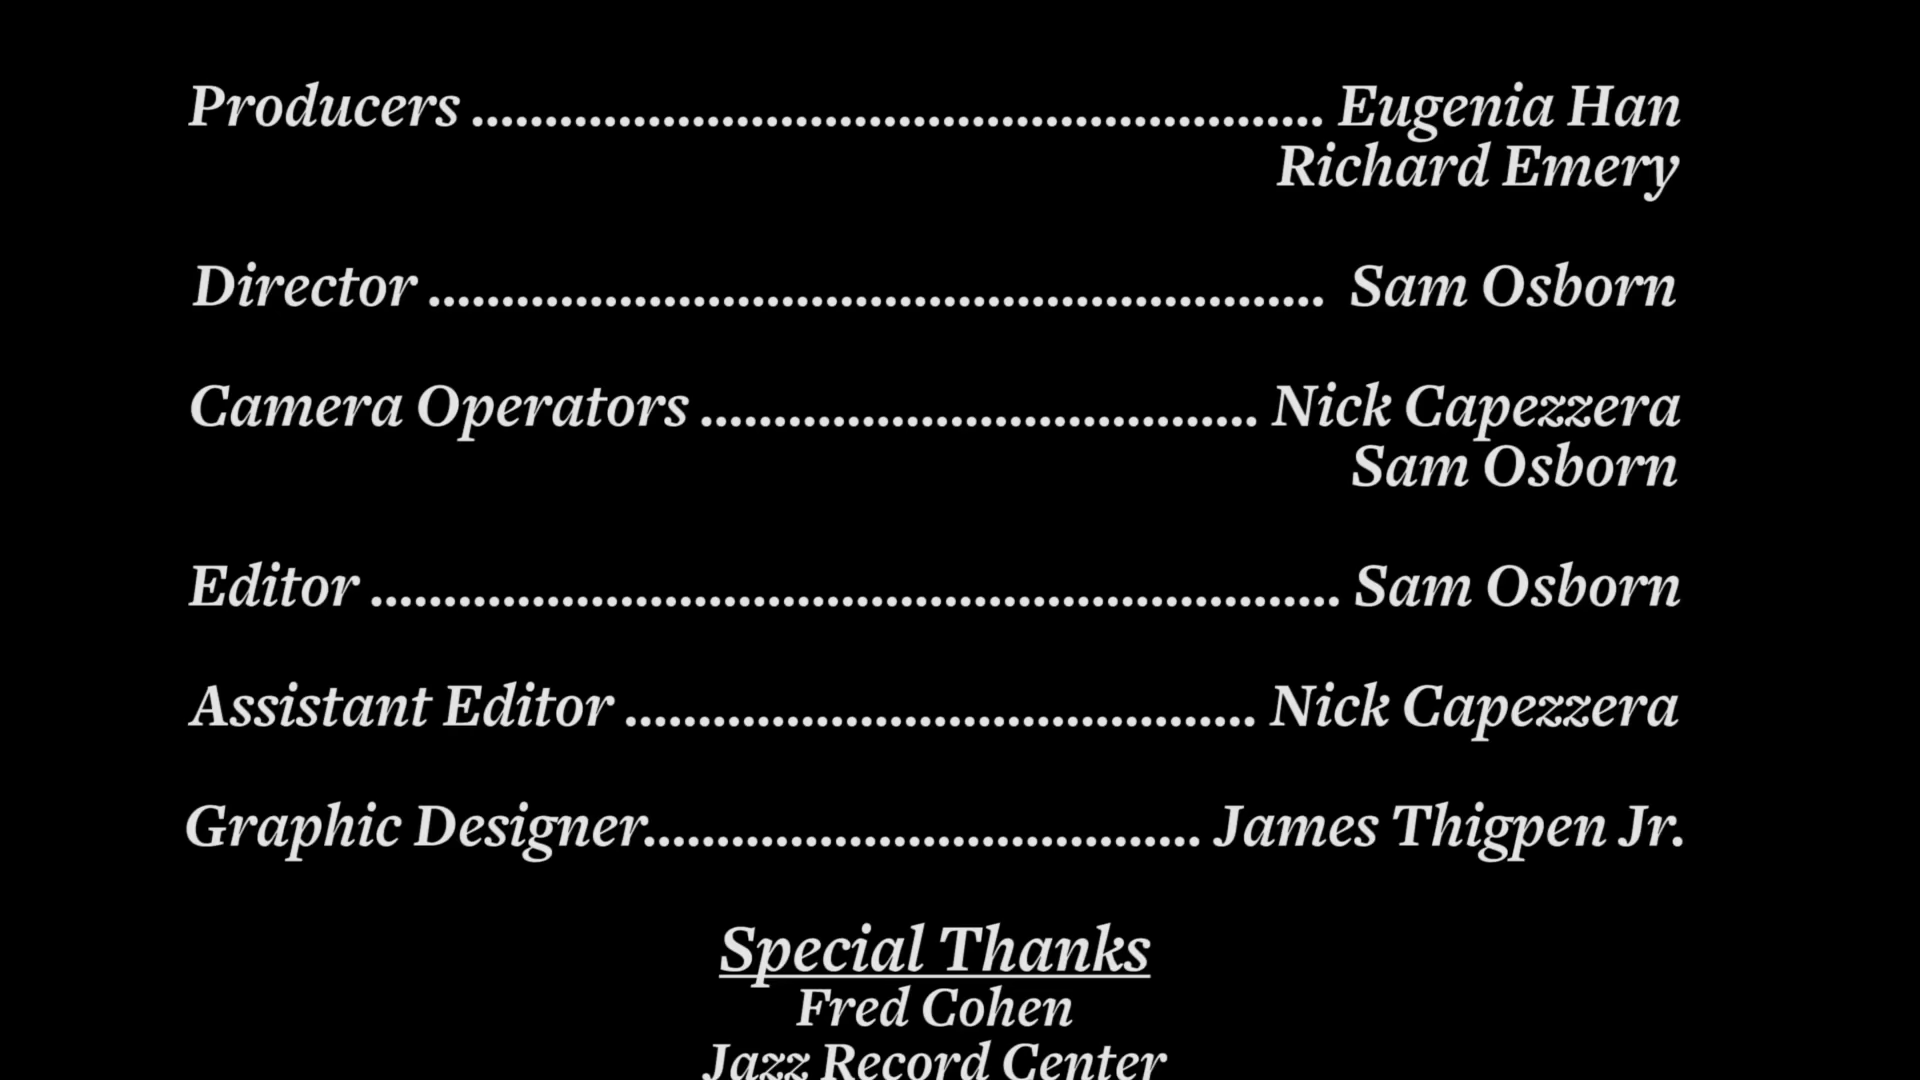 Producers .......................................................... Eugenia Han
Richard Emery
Director ............................................................. Sam Osborn
Camera Operators ...................................... Nick Capezzera
Sam Osborn
Editor .................................................................. Sam Osborn
Assistant Editor ........................................... Nick Capezzera
Graphic Designer...................................... James Thigpen Jr.
Special Thanks
Fred Cohen
Jazz Record Center